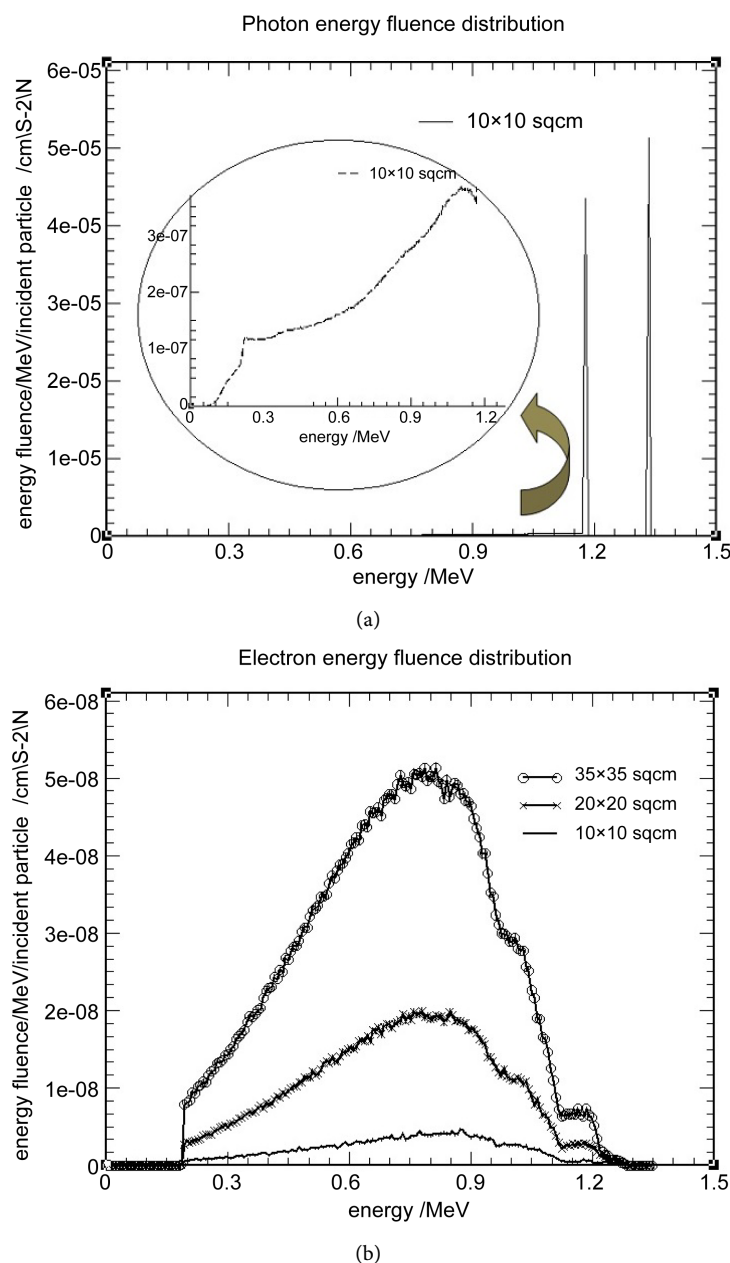 Photon energy fluence distribution
energy fluence/MeV/incident particle /cm\S-2\N
6e-05
5e-05
4e-05
3e-05
2e-05
1e-05
0
10×10 sqcm
10×10 sqcm
3e-07
2e-07
1e-07
0
0 0.3 0.6 0.9 1.2
energy /MeV
0 0.3 0.6 0.9 1.2 1.5
energy /MeV
(a)
Electron energy fluence distribution
energy fluence/MeV/incident particle /cm\S-2\N
6e-08
5e-08
4e-08
3e-08
2e-08
1e-08
0
35×35 sqcm
20×20 sqcm
10×10 sqcm
0 0.3 0.6 0.9 1.2 1.5
energy /MeV
(b)